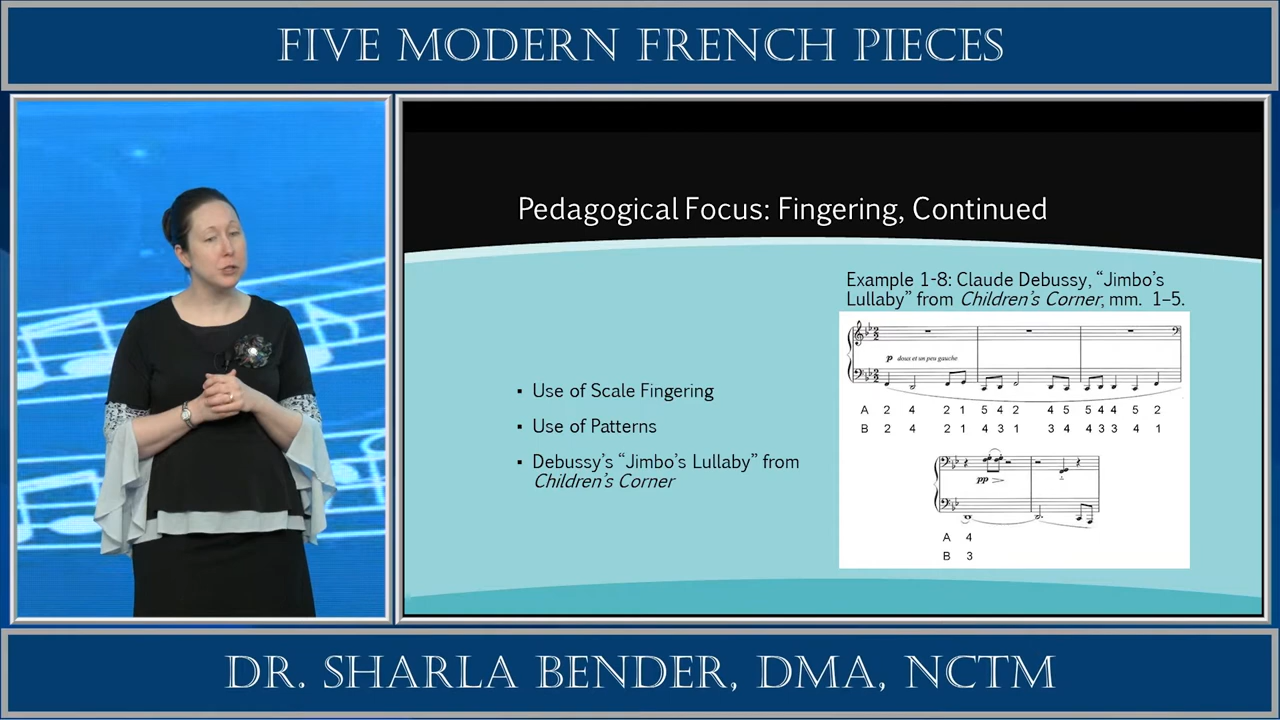 FIVE MODERN FRENCH PIECES
Pedagogical Focus: Fingering, Continued
▪ Use of Scale Fingering
▪ Use of Patterns
▪ Debussy's “Jimbo's Lullaby” from
Children's Corner
Example 1-8: Claude Debussy, “Jimbo's
Lullaby” from Children's Corner, mm. 1–5.
p doux et un peu gauche
A 2 4 2 1 5 4 2 4 5 5 4 4 5 2
B 2 4 2 1 4 3 1 3 4 4 3 3 4 1
pp
A 4
B 3
DR. SHARLA BENDER, DMA, NCTM